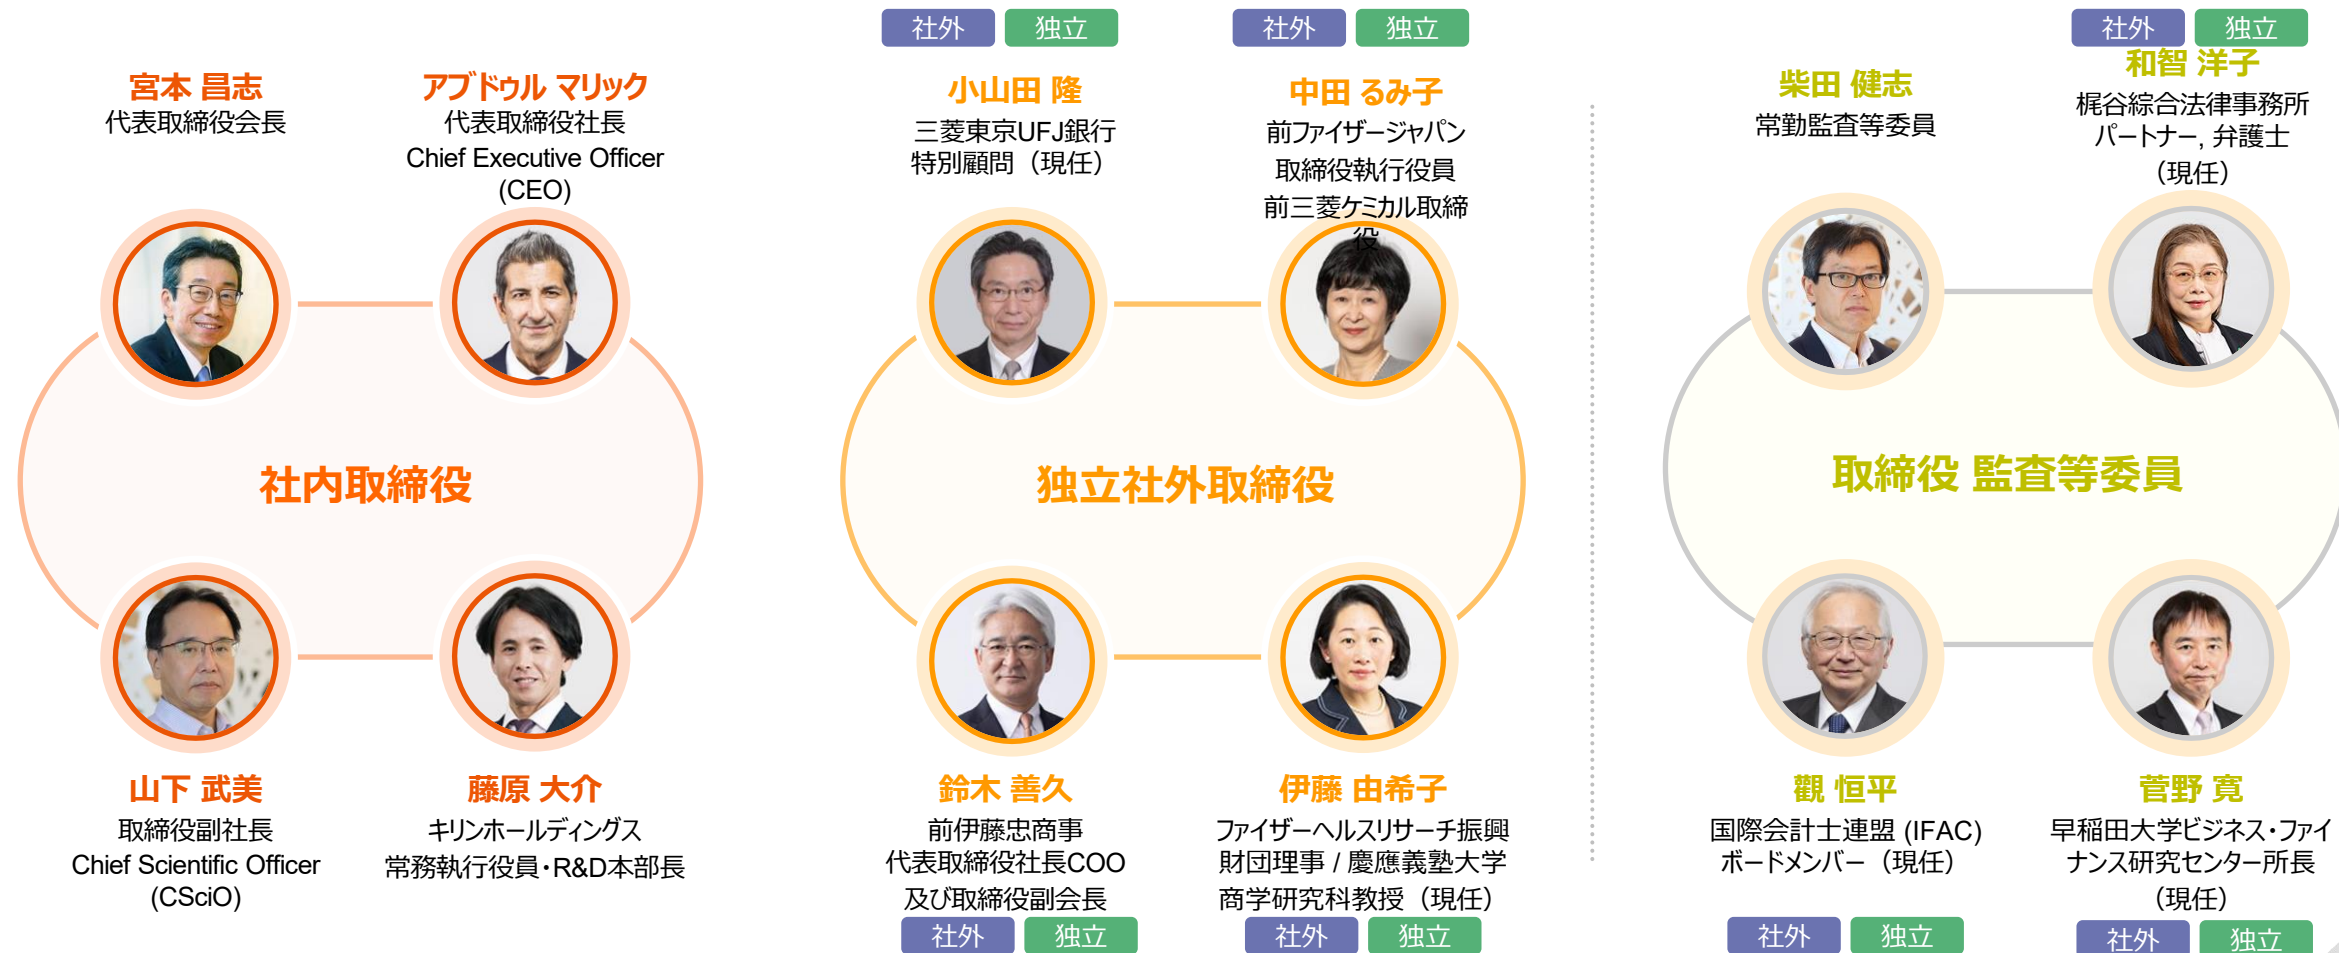 宮本 昌志
代表取締役会長
アブドゥル マリック
代表取締役社長
Chief Executive Officer
(CEO)
社内取締役
山下 武美
取締役副社長
Chief Scientific Officer
(CSciO)
藤原 大介
キリンホールディングス
常務執行役員・R&D本部長
社外 独立
小山田 隆
三菱東京UFJ銀行
特別顧問（現任）
社外 独立
中田 るみ子
前ファイザージャパン
取締役執行役員
前三菱ケミカル取締
役
独立社外取締役
鈴木 善久
前伊藤忠商事
代表取締役社長COO
及び取締役副会長
社外 独立
伊藤 由希子
ファイザーヘルスリサーチ振興
財団理事 / 慶應義塾大学
商学研究科教授（現任）
社外 独立
柴田 健志
常勤監査等委員
社外 独立
和智 洋子
梶谷綜合法律事務所
パートナー, 弁護士
（現任）
取締役 監査等委員
觀 恒平
国際会計士連盟 (IFAC)
ボードメンバー（現任）
社外 独立
菅野 寛
早稲田大学ビジネス・ファイ
ナンス研究センター所長
（現任）
社外 独立